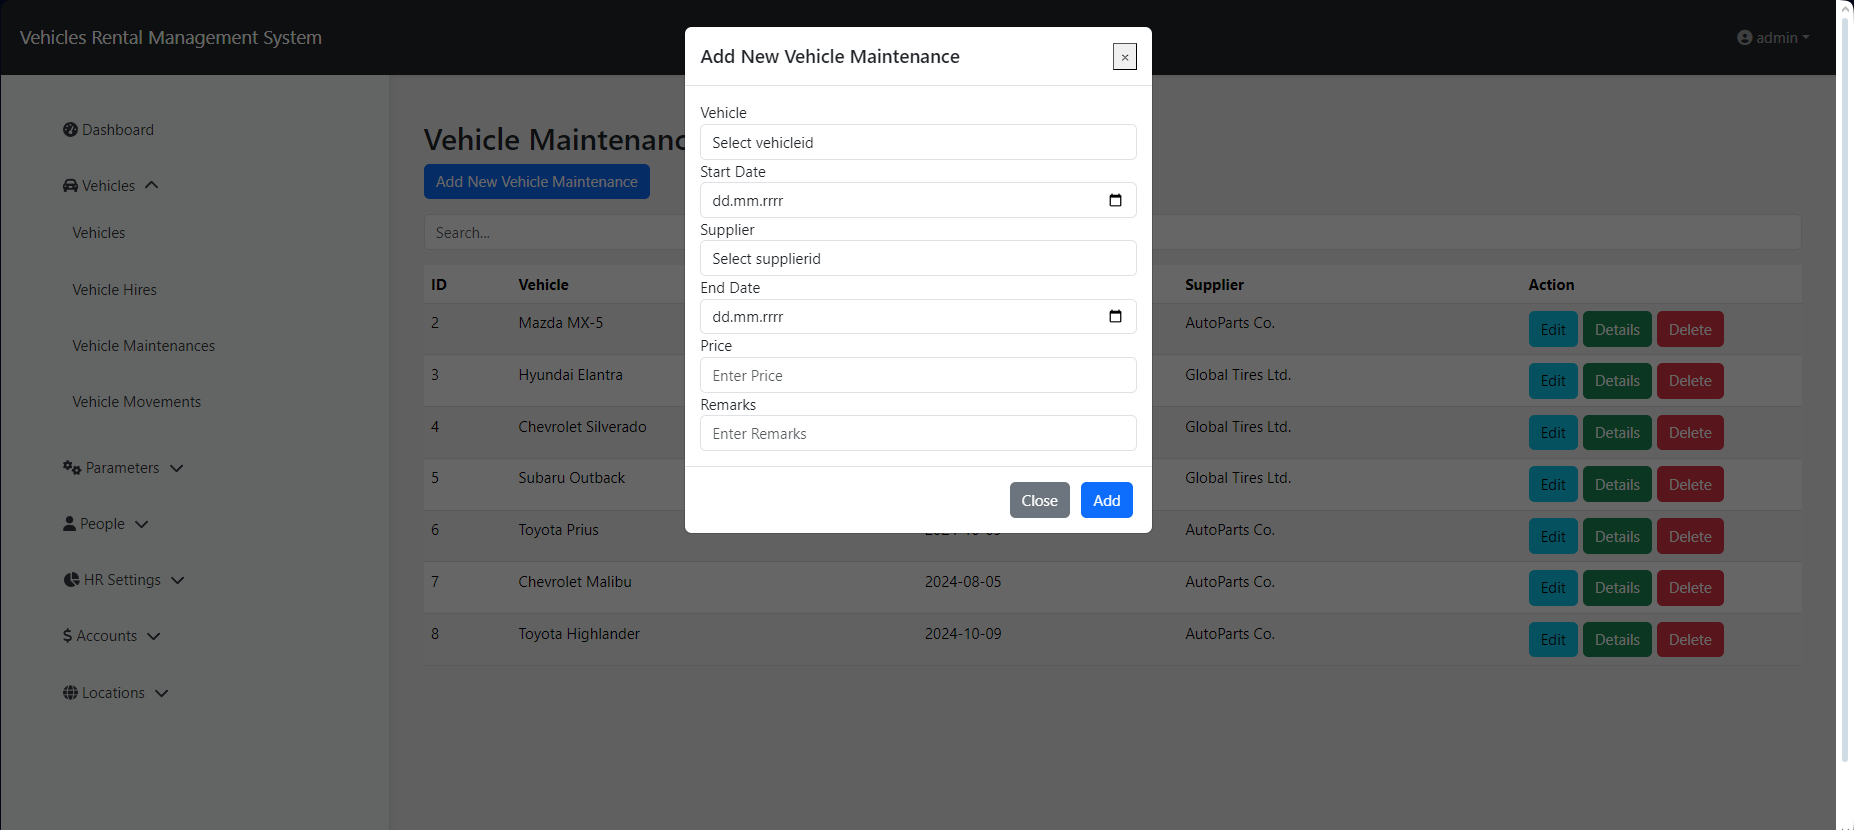 Vehicles Rental Management System
admin
Dashboard
Vehicles
Vehicles
Vehicle Hires
Vehicle Maintenances
Vehicle Movements
Parameters
People
HR Settings
$ Accounts
Locations
Add New Vehicle Maintenance
Search...
ID Vehicle Supplier Action
2 Mazda MX-5 AutoParts Co. Edit Details Delete
3 Hyundai Elantra Global Tires Ltd. Edit Details Delete
4 Chevrolet Silverado Global Tires Ltd. Edit Details Delete
5 Subaru Outback Global Tires Ltd. Edit Details Delete
6 Toyota Prius AutoParts Co. Edit Details Delete
7 Chevrolet Malibu 2024-08-05 AutoParts Co. Edit Details Delete
8 Toyota Highlander 2024-10-09 AutoParts Co. Edit Details Delete
Vehicle Maintenanc
Add New Vehicle Maintenance ×
Vehicle
Select vehicleid
Start Date
dd.mm.rrrr
Supplier
Select supplierid
End Date
dd.mm.rrrr
Price
Enter Price
Remarks
Enter Remarks
Close Add